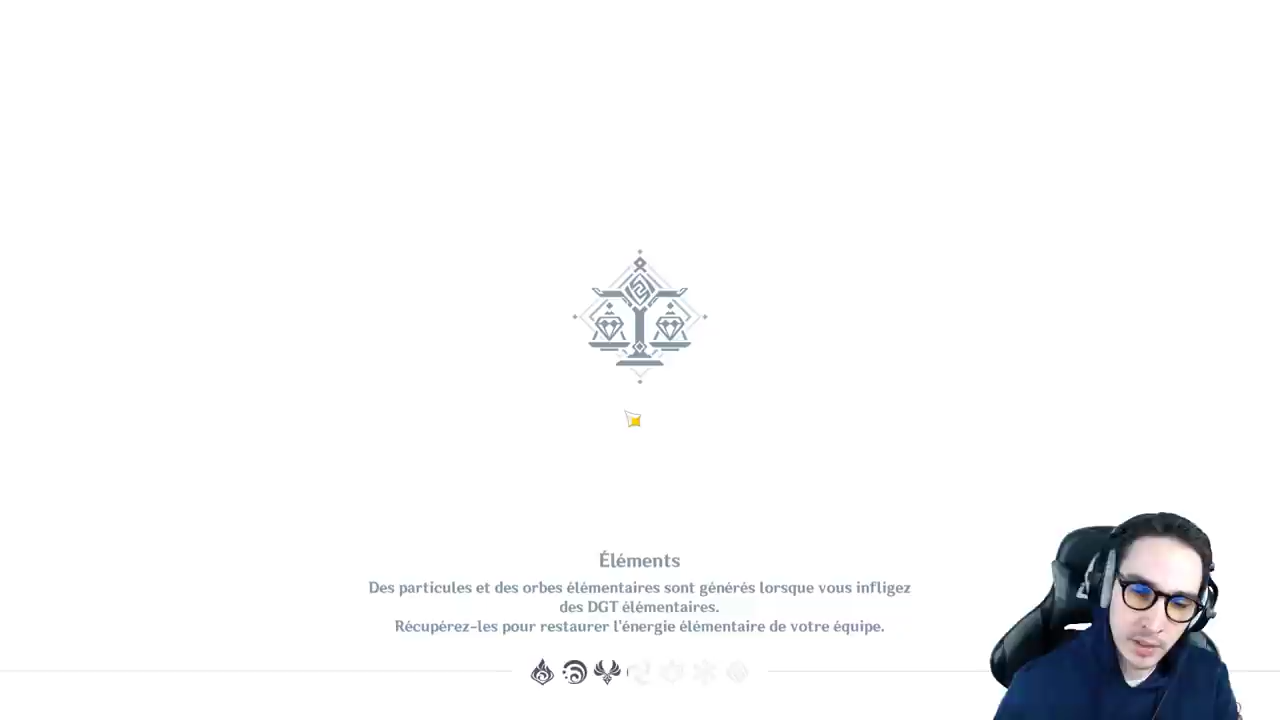 Éléments
Des particules et des orbes élémentaires sont générés lorsque vous infligez
des DGT élémentaires.
Récupérez-les pour restaurer l'énergie élémentaire de votre équipe.